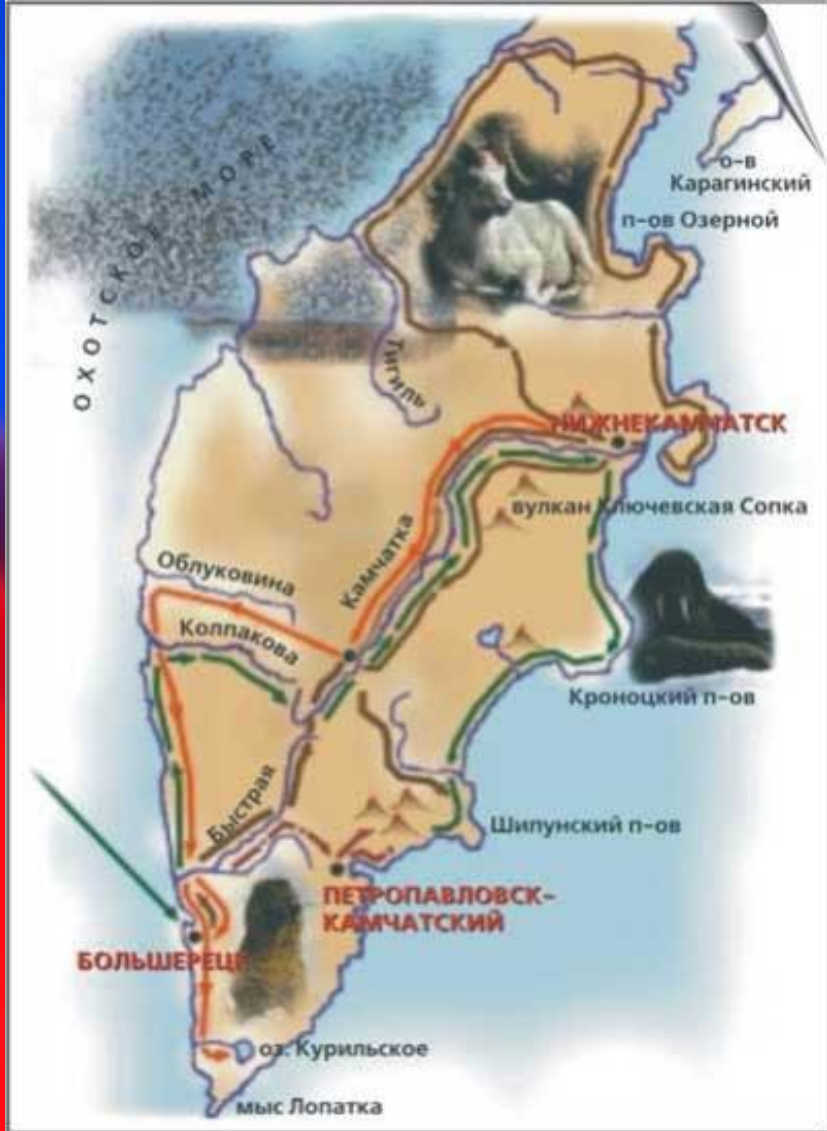 ОХОТСКОЕ МОРЕ
о-в
Карагинский
п-ов Озерной
Тигиль
НИЖНЕКАМЧАТСК
вулкан Ключевская Сопка
Камчатка
Облуковина
Колпакова
Кроноцкий п-ов
Быстрая
Шипунский п-ов
ПЕТРОПАВЛОВСК-
КАМЧАТСКИЙ
БОЛЬШЕРЕЦК
оз. Курильское
мыс Лопатка